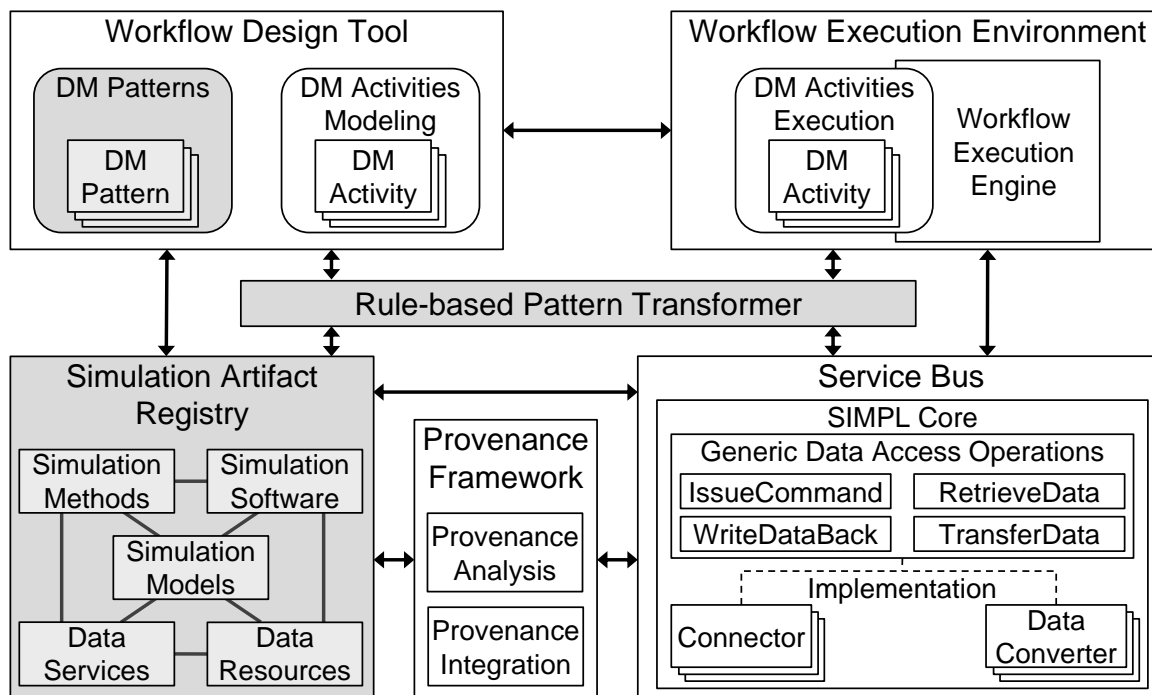 Workflow Design Tool
DM Patterns
DM
Pattern
DM Activities
Modeling
DM
Activity
Workflow Execution Environment
DM Activities
Execution
DM
Activity
Workflow
Execution
Engine
Rule-based Pattern Transformer
Simulation Artifact
Registry
Simulation
Methods
Simulation
Software
Simulation
Models
Data
Services
Data
Resources
Provenance
Framework
Provenance
Analysis
Provenance
Integration
Service Bus
SIMPL Core
Generic Data Access Operations
IssueCommand
RetrieveData
WriteDataBack
TransferData
Implementation
Connector
Data
Converter